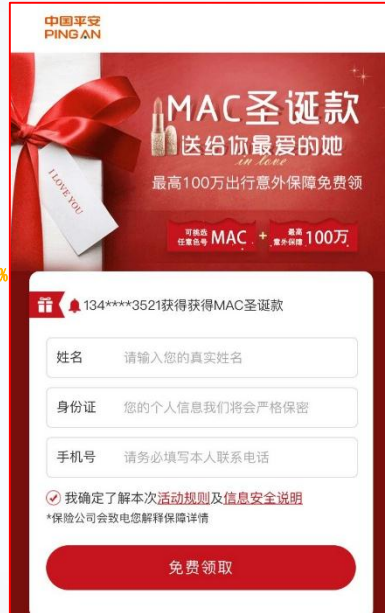 中国平安
PING AN
MAC圣诞款
送给你最爱的她
in love
最高100万出行意外保障免费领
I LOVE YOU
可挑选
任意色号 MAC + 最高
意外保障 100万
%
134****3521获得获得MAC圣诞款
姓名 请输入您的真实姓名
身份证 您的个人信息我们将会严格保密
手机号 请务必填写本人联系电话
我确定了解本次活动规则及信息安全说明
*保险公司会致电您解释保障详情
免费领取